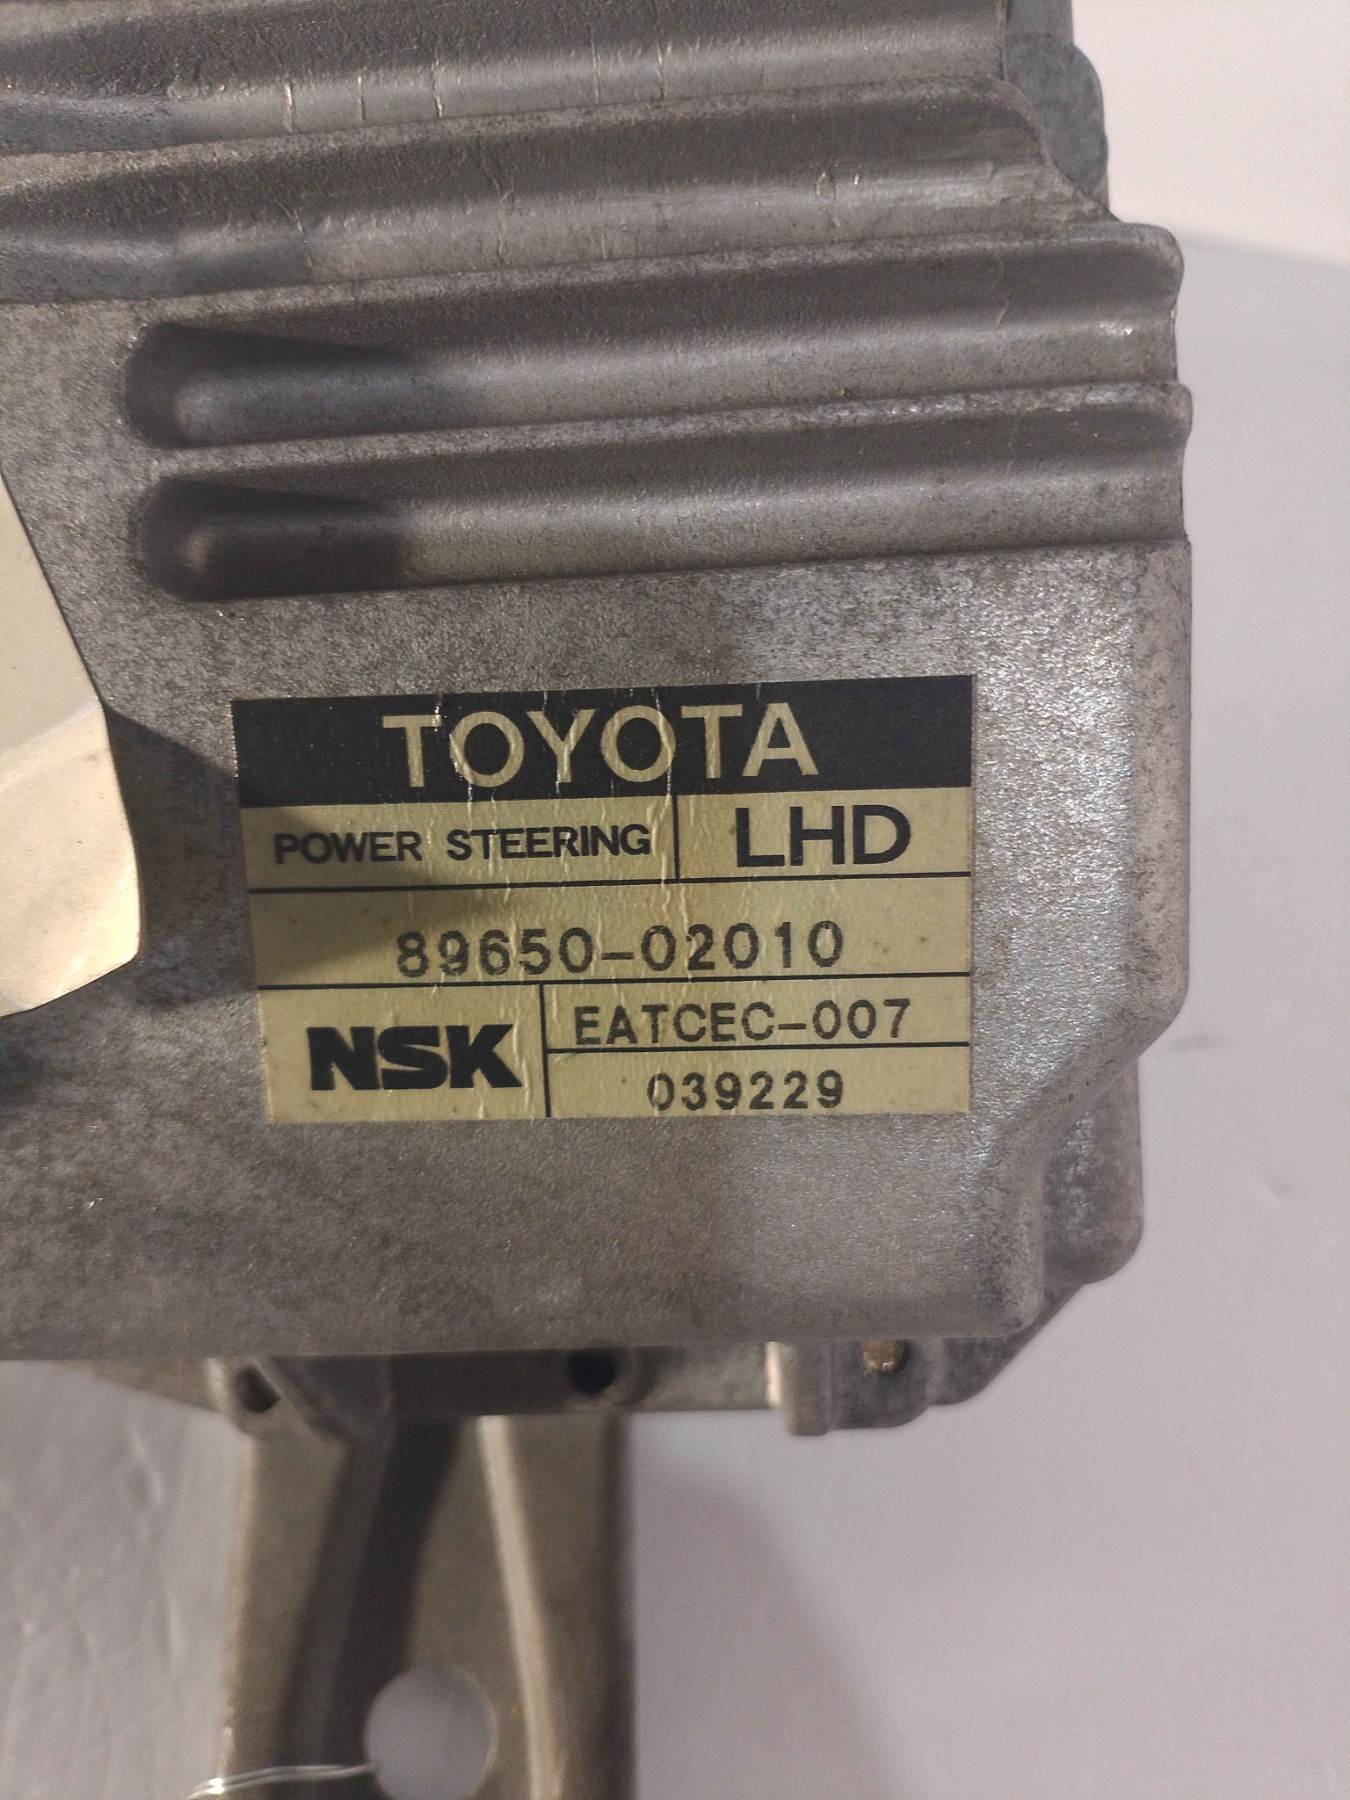 TOYOTA
POWER STEERING LHD
89650-02010
NSK EATCEC-007
039229